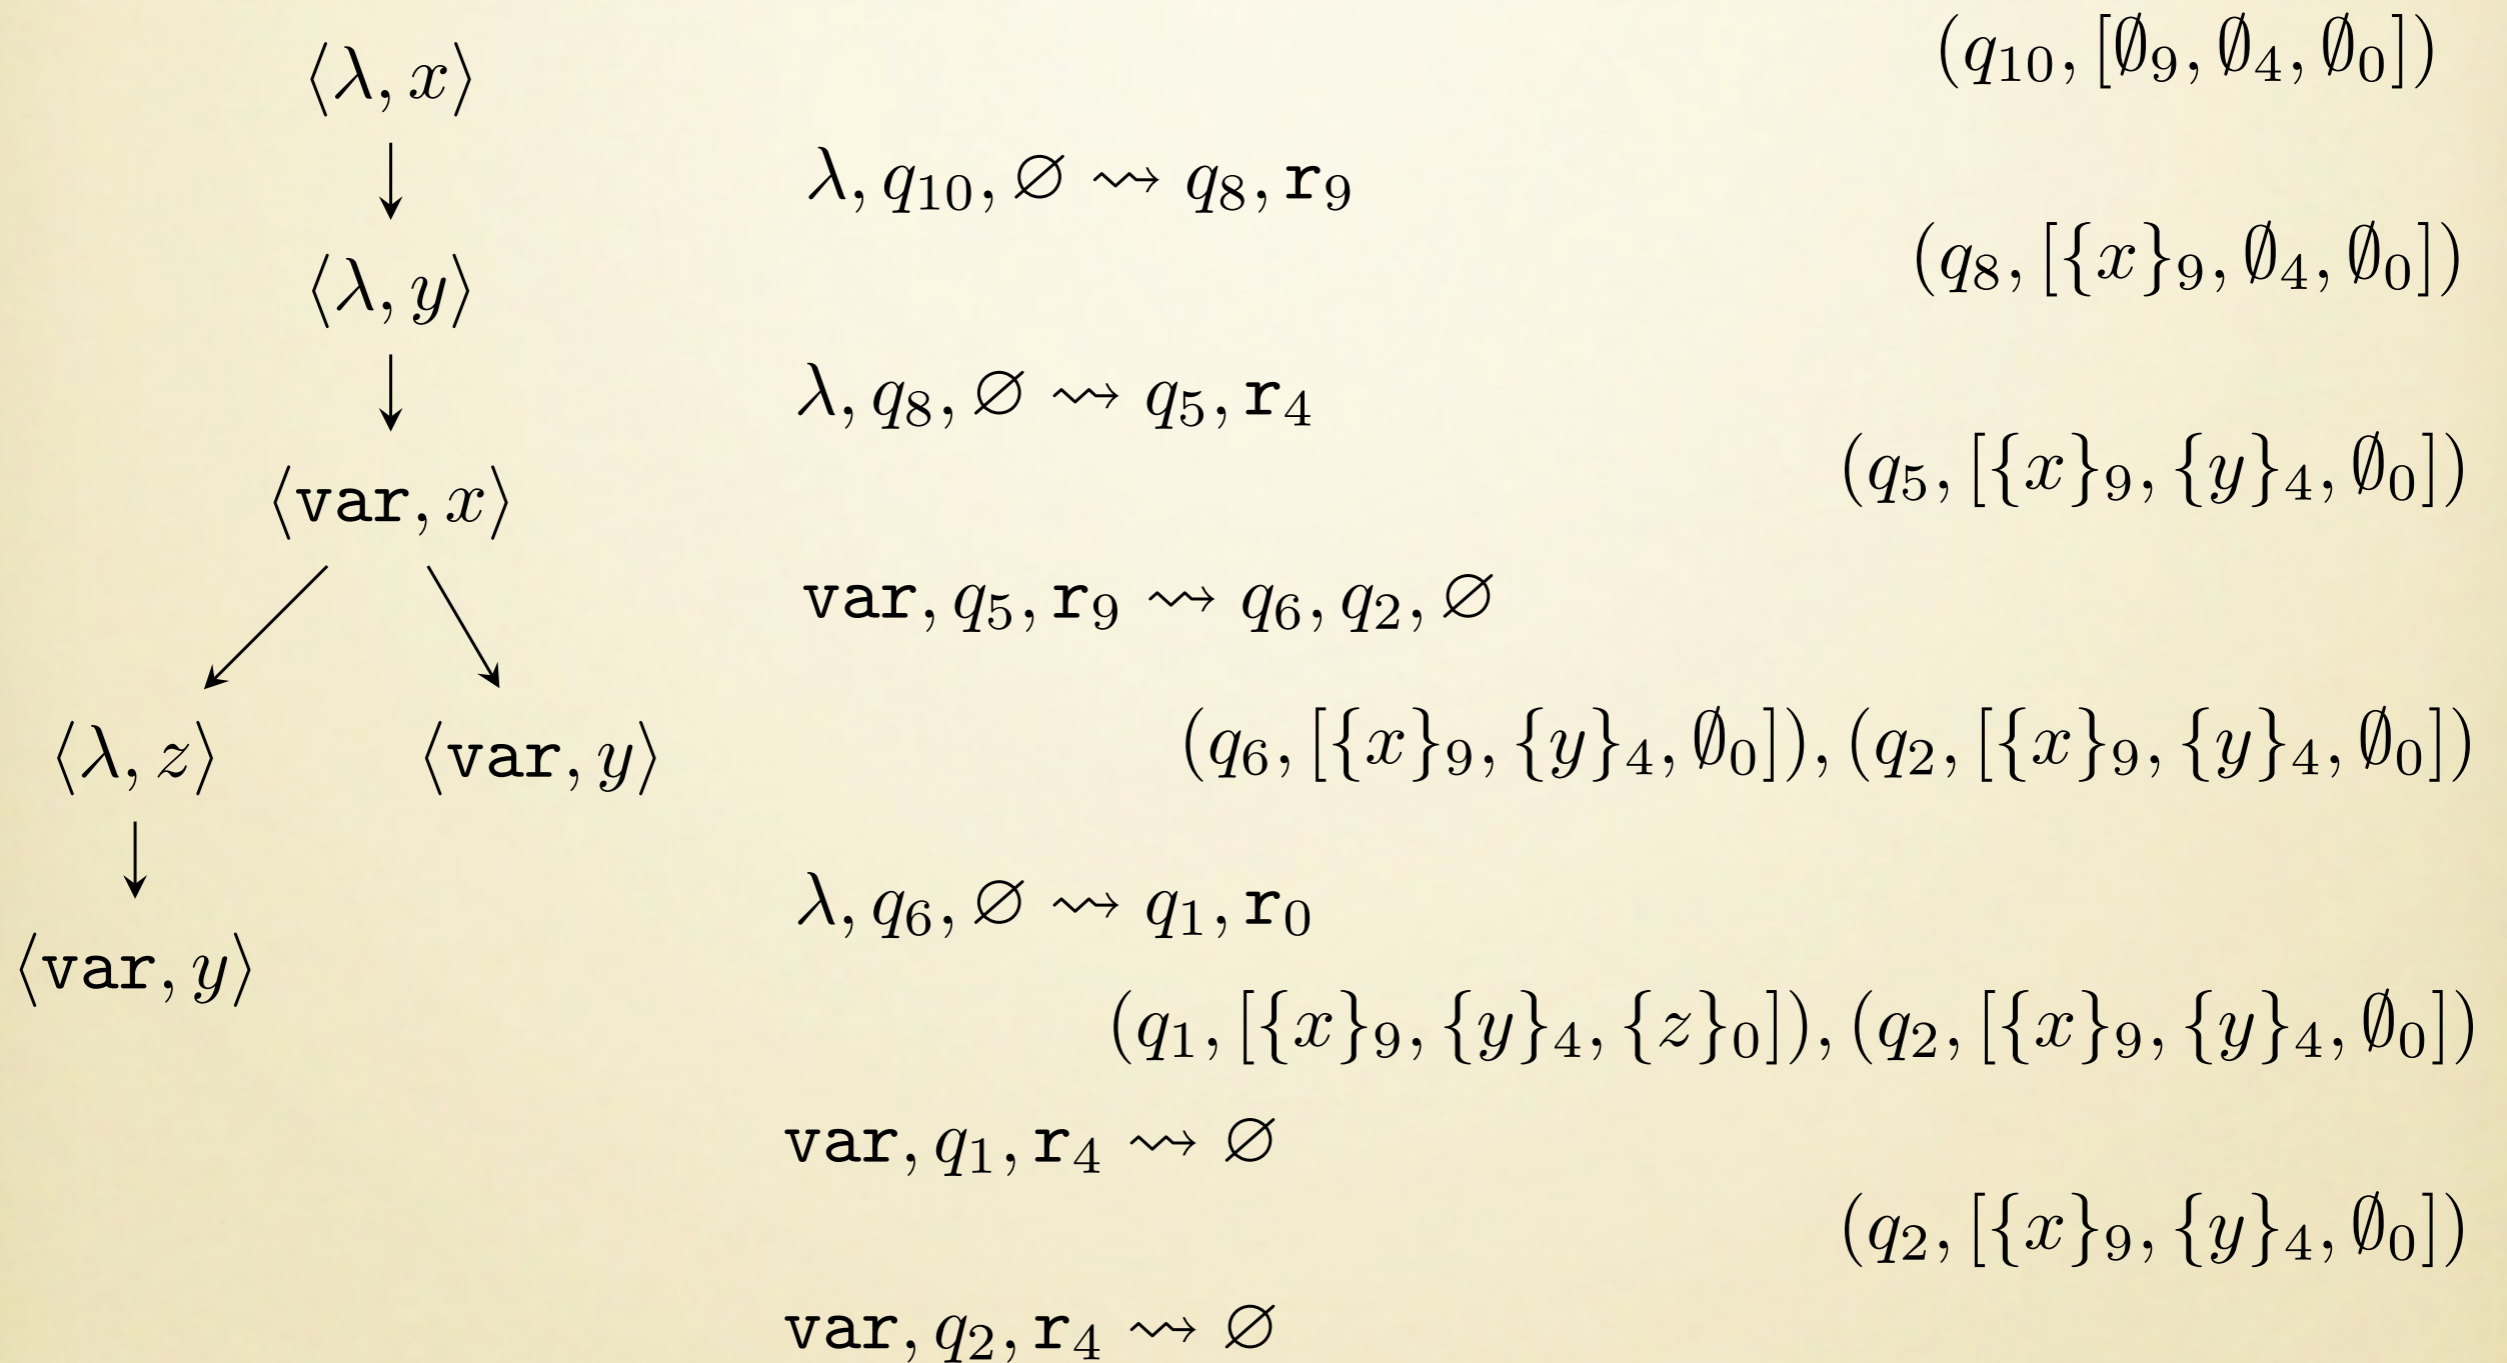 ⟨λ, x⟩
(q₁₀, [∅₉, ∅₄, ∅₀])
λ, q₁₀, ∅ ⇝ q₈, r₉
⟨λ, y⟩
(q₈, [{x}₉, ∅₄, ∅₀])
λ, q₈, ∅ ⇝ q₅, r₄
⟨var, x⟩
(q₅, [{x}₉, {y}₄, ∅₀])
var, q₅, r₉ ⇝ q₆, q₂, ∅
⟨λ, z⟩ ⟨var, y⟩
(q₆, [{x}₉, {y}₄, ∅₀]), (q₂, [{x}₉, {y}₄, ∅₀])
λ, q₆, ∅ ⇝ q₁, r₀
⟨var, y⟩
(q₁, [{x}₉, {y}₄, {z}₀]), (q₂, [{x}₉, {y}₄, ∅₀])
var, q₁, r₄ ⇝ ∅
(q₂, [{x}₉, {y}₄, ∅₀])
var, q₂, r₄ ⇝ ∅